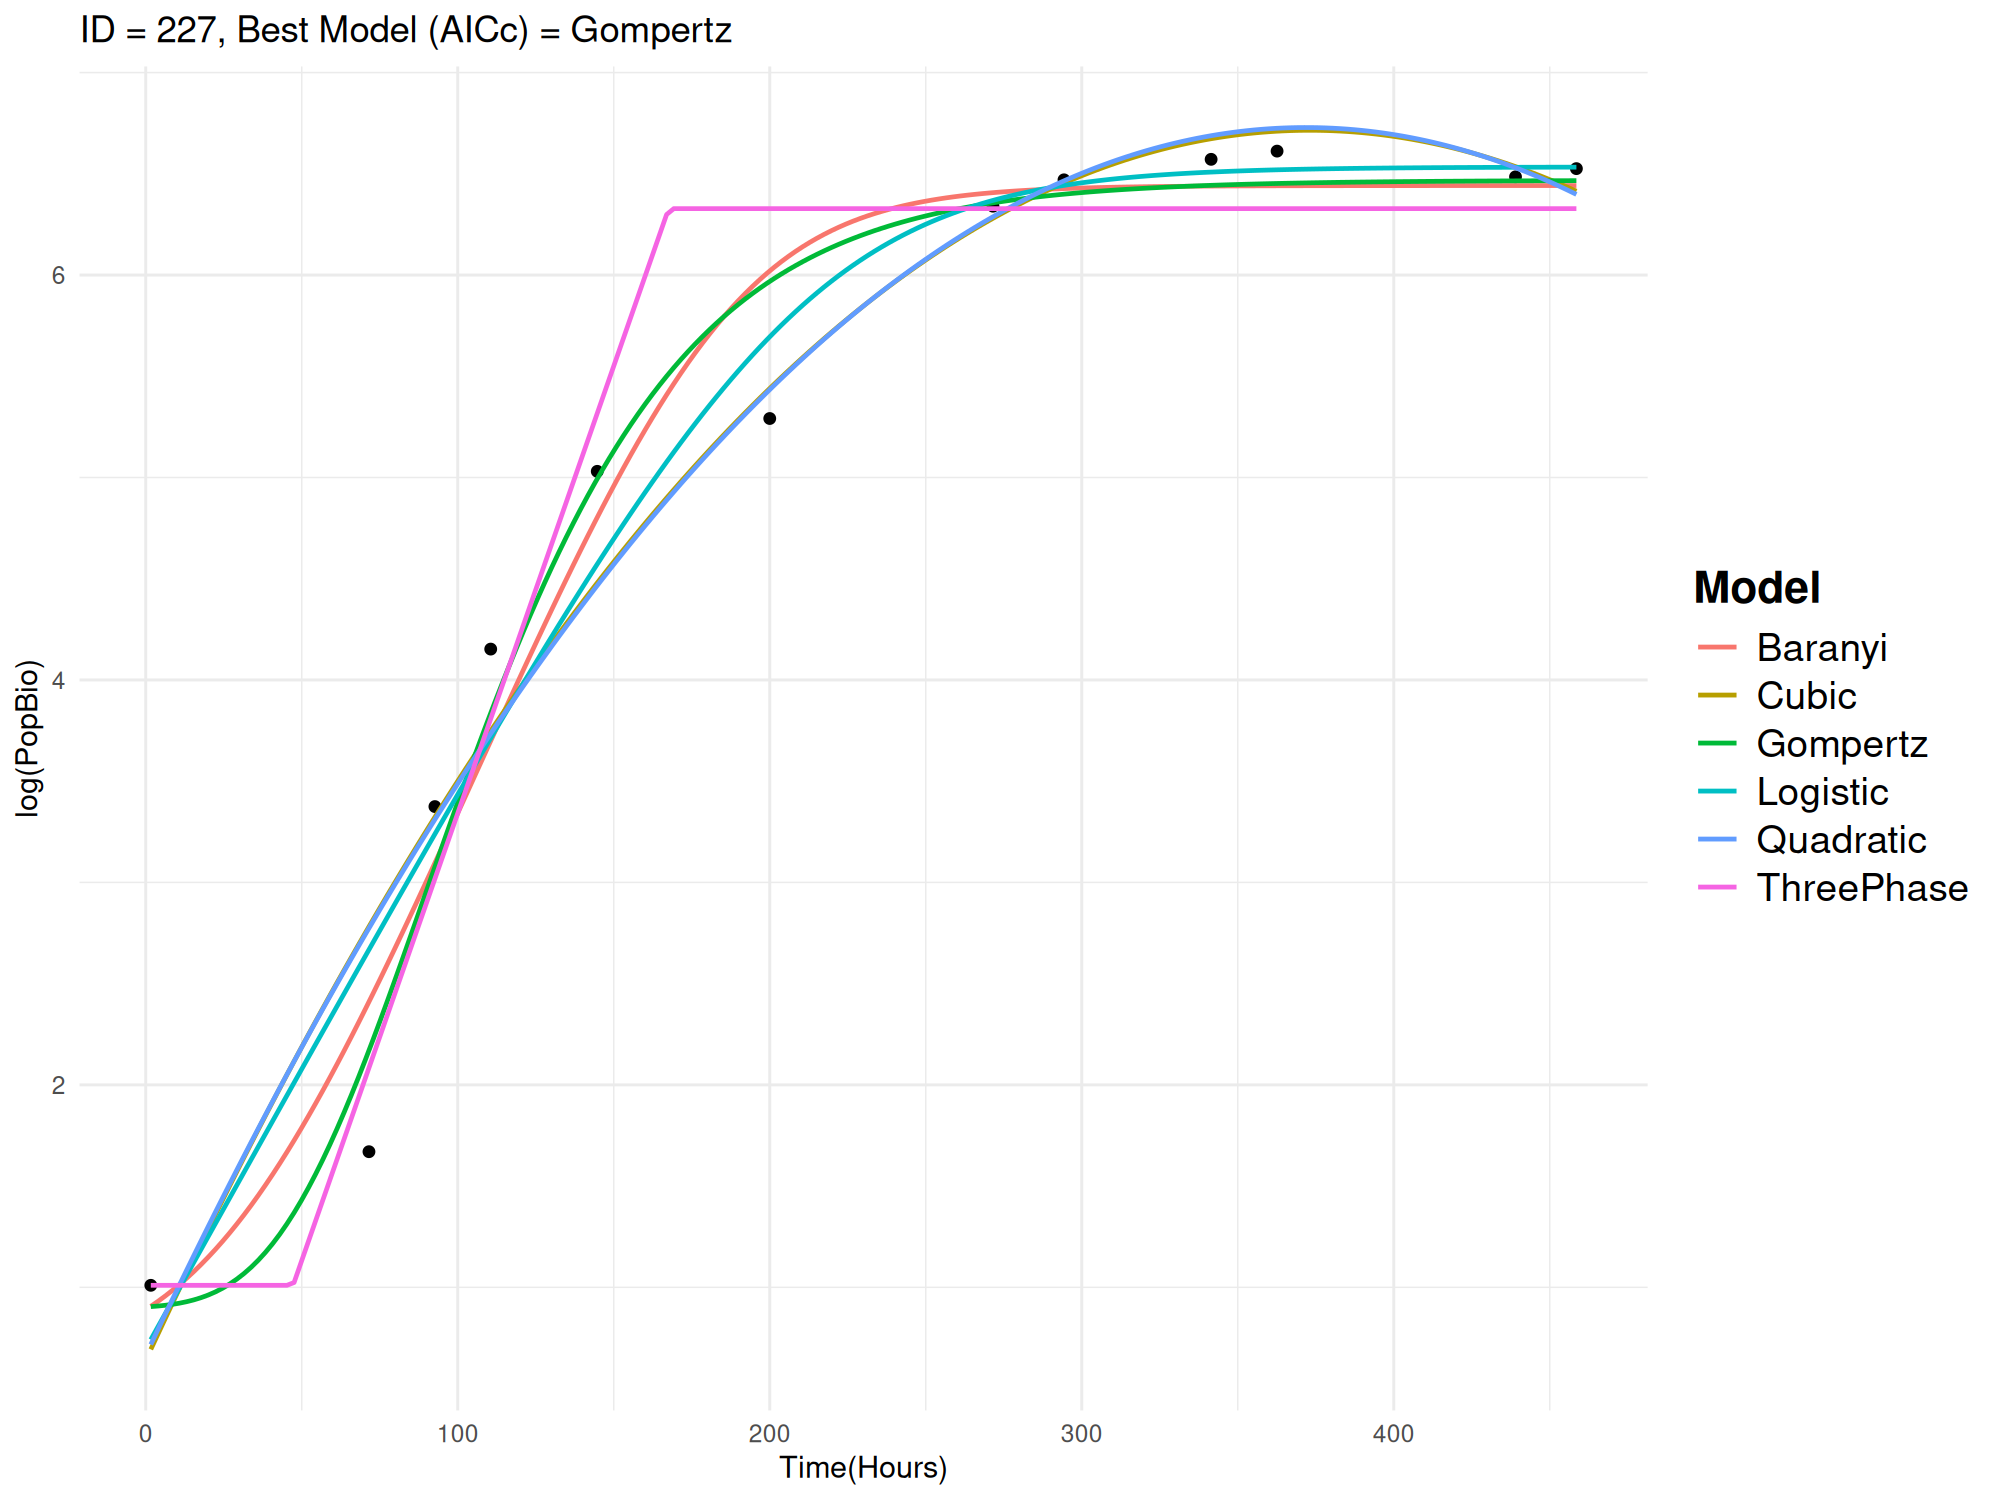 ID = 227, Best Model (AICc) = Gompertz
log(PopBio)
6
4
2
0 100 200 300 400
Time(Hours)
Model
Baranyi
Cubic
Gompertz
Logistic
Quadratic
ThreePhase